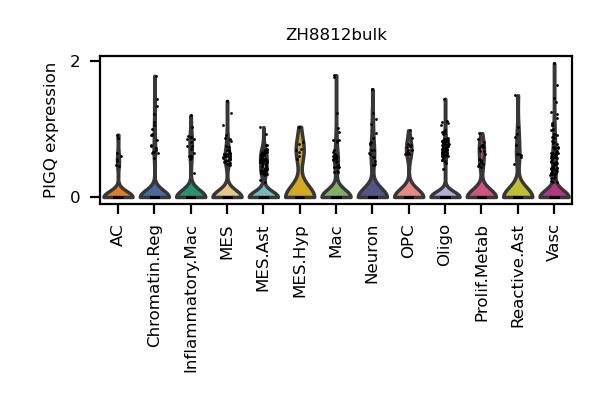 ZH8812bulk
PIGQ expression
2
0
AC
Chromatin.Reg
Inflammatory.Mac
MES
MES.Ast
MES.Hyp
Mac
Neuron
OPC
Oligo
Prolif.Metab
Reactive.Ast
Vasc